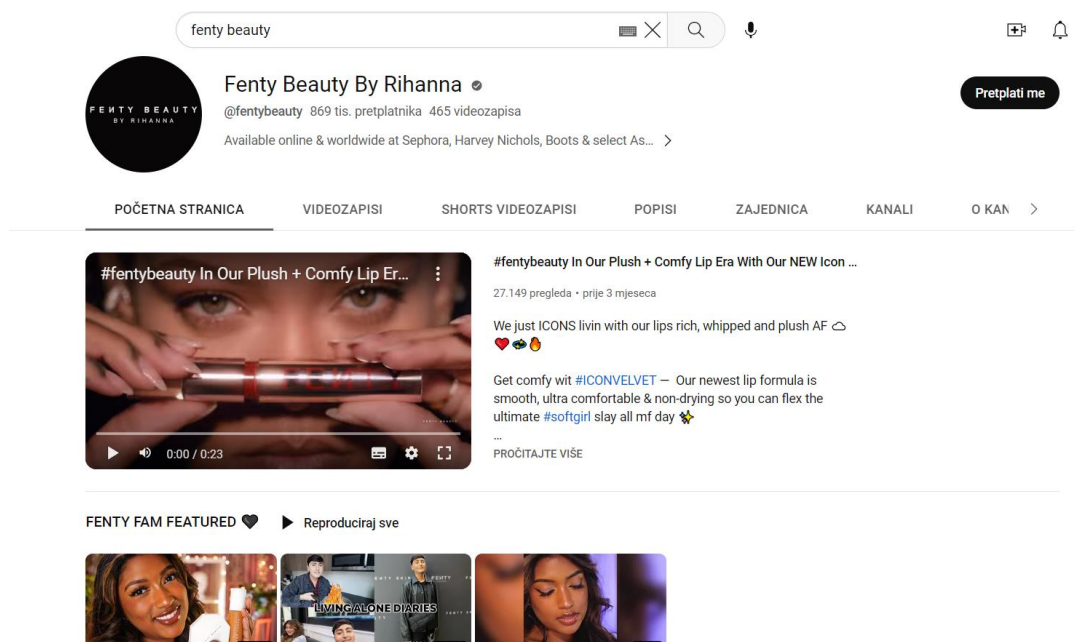 fenty beauty
FEИTY BEAUTY
BY RIHANNA
Fenty Beauty By Rihanna
@fentybeauty 869 tis. pretplatnika 465 videozapisa
Available online & worldwide at Sephora, Harvey Nichols, Boots & select As...
Pretplati me
POČETNA STRANICA VIDEOZAPISI SHORTS VIDEOZAPISI POPISI ZAJEDNICA KANALI O KAN
#fentybeauty In Our Plush + Comfy Lip Er...
FENTY BEAUTY
0:00 / 0:23
#fentybeauty In Our Plush + Comfy Lip Era With Our NEW Icon ...
27.149 pregleda • prije 3 mjeseca
We just ICONS livin with our lips rich, whipped and plush AF ☁
❤️💋🔥
Get comfy wit #ICONVELVET — Our newest lip formula is
smooth, ultra comfortable & non-drying so you can flex the
ultimate #softgirl slay all mf day ✨
...
PROČITAJTE VIŠE
FENTY FAM FEATURED 🖤 Reproduciraj sve
LIVING ALONE DIARIES